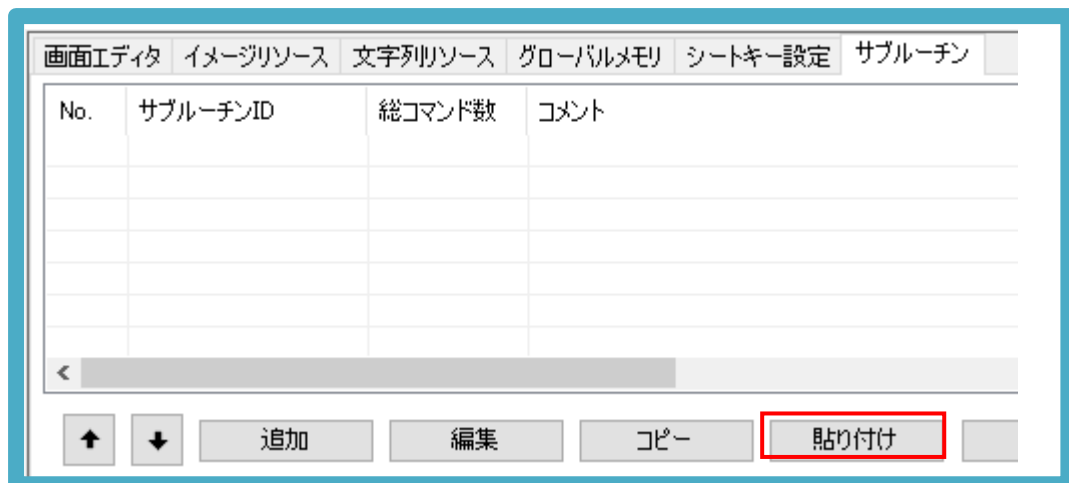 画面エディタ イメージリソース 文字列リソース グローバルメモリ シートキー設定 サブルーチン
No. サブルーチンID 総コマンド数 コメント
追加 編集 コピー 貼り付け